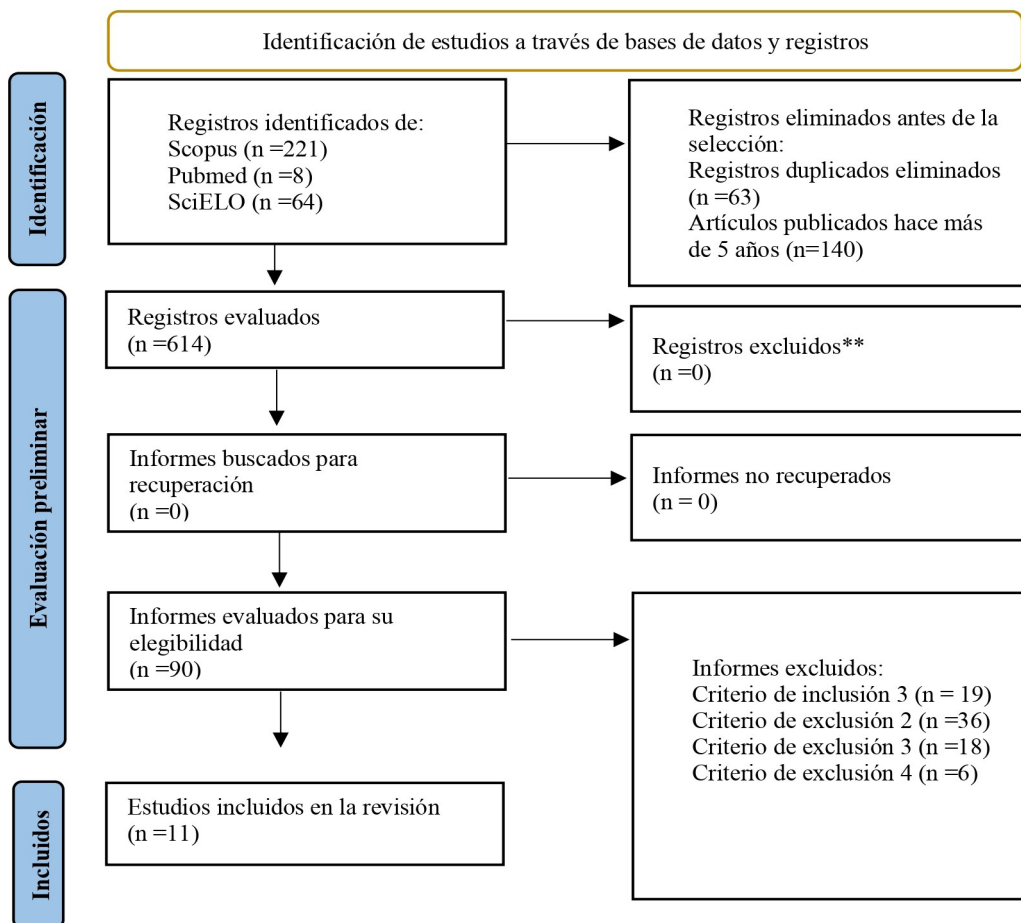 Identificación de estudios a través de bases de datos y registros
Identificación
Registros identificados de:
Scopus (n =221)
Pubmed (n =8)
SciELO (n =64)
Registros eliminados antes de la
selección:
Registros duplicados eliminados
(n =63)
Artículos publicados hace más
de 5 años (n=140)
Evaluación preliminar
Registros evaluados
(n =614)
Registros excluidos**
(n =0)
Informes buscados para
recuperación
(n =0)
Informes no recuperados
(n = 0)
Informes evaluados para su
elegibilidad
(n =90)
Informes excluidos:
Criterio de inclusión 3 (n = 19)
Criterio de exclusión 2 (n =36)
Criterio de exclusión 3 (n =18)
Criterio de exclusión 4 (n =6)
Incluidos
Estudios incluidos en la revisión
(n =11)